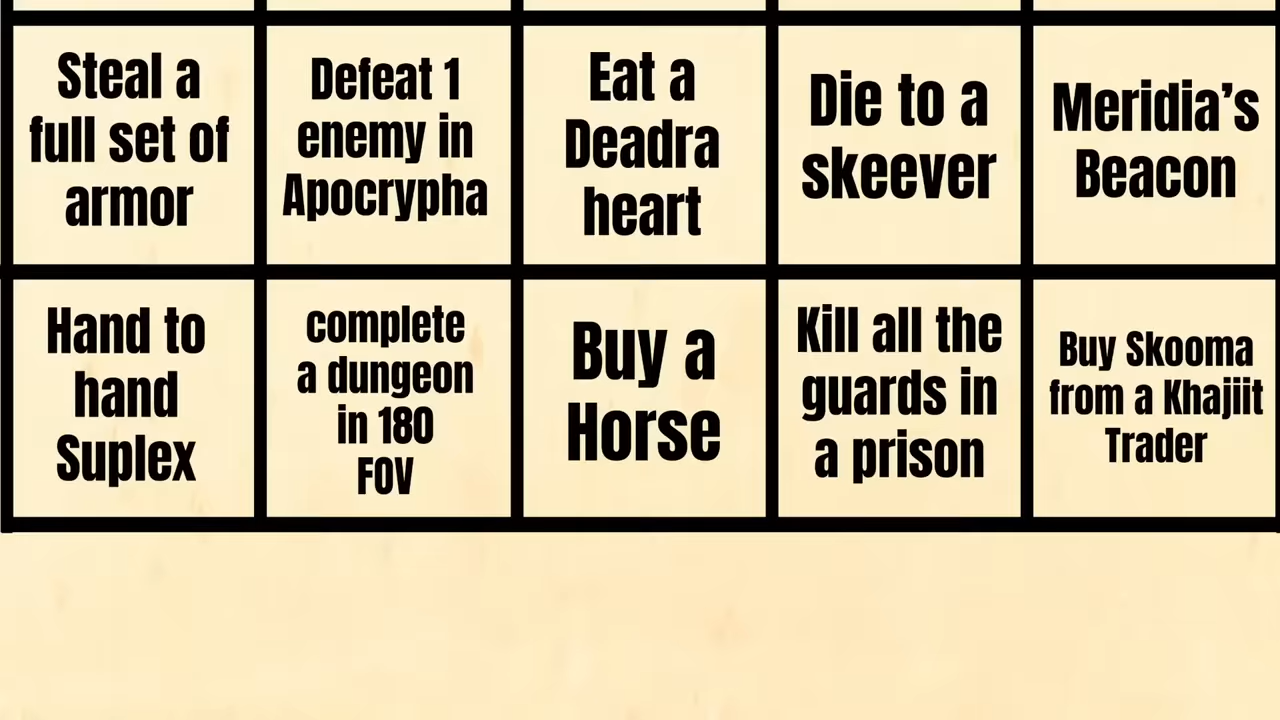 Steal a
full set of
armor
Defeat 1
enemy in
Apocrypha
Eat a
Deadra
heart
Die to a
skeever
Meridia’s
Beacon
Hand to
hand
Suplex
complete
a dungeon
in 180
FOV
Buy a
Horse
Kill all the
guards in
a prison
Buy Skooma
from a Khajiit
Trader